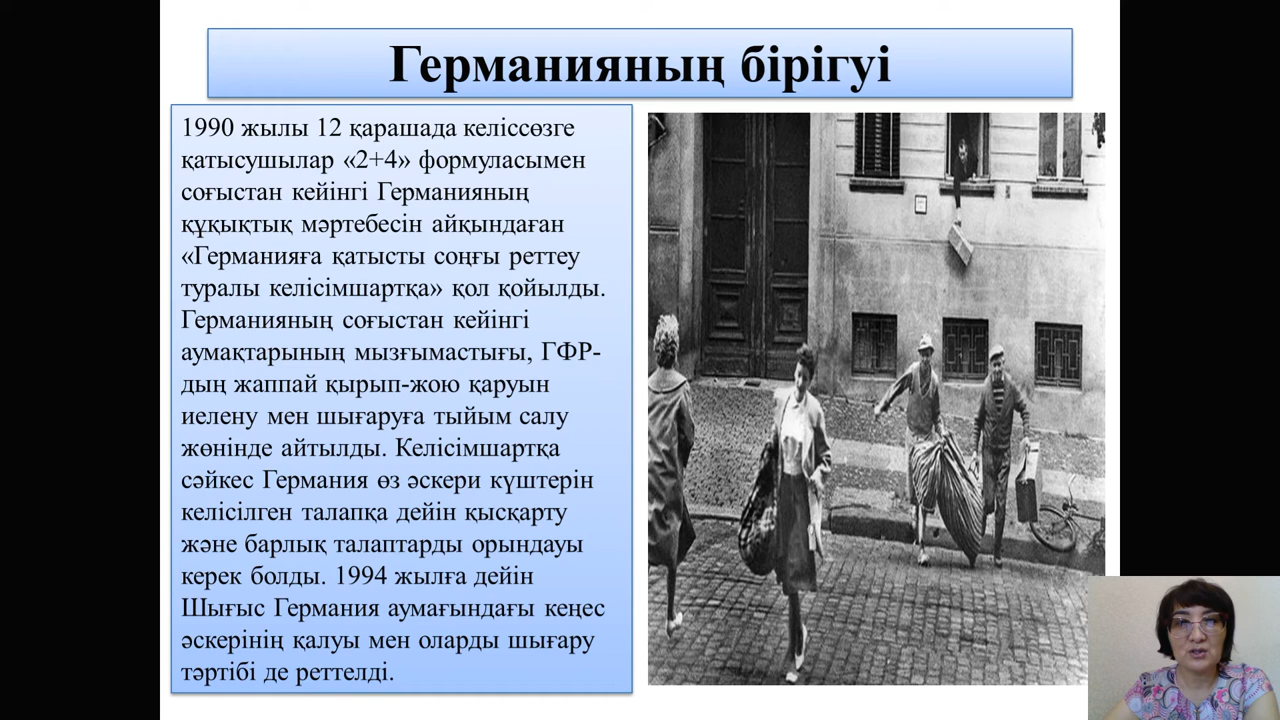 Германияның бірігуі
1990 жылы 12 қарашада келіссөзге
қатысушылар «2+4» формуласымен
соғыстан кейінгі Германияның
құқықтық мәртебесін айқындаған
«Германияға қатысты соңғы реттеу
туралы келісімшартқа» қол қойылды.
Германияның соғыстан кейінгі
аумақтарының мызғымастығы, ГФР-
дың жаппай қырып-жою қаруын
иелену мен шығаруға тыйым салу
жөнінде айтылды. Келісімшартқа
сәйкес Германия өз әскери күштерін
келісілген талапқа дейін қысқарту
және барлық талаптарды орындауы
керек болды. 1994 жылға дейін
Шығыс Германия аумағындағы кеңес
әскерінің қалуы мен оларды шығару
тәртібі де реттелді.